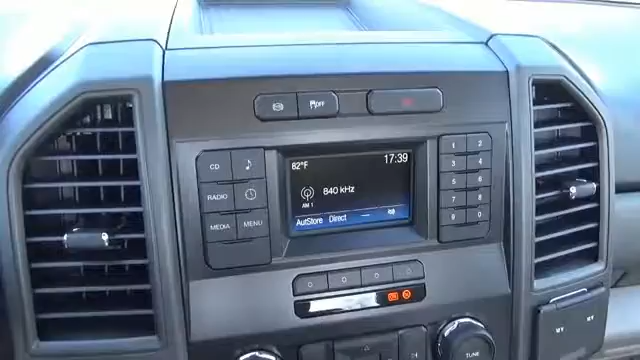 OFF
82°F 17:39
CD
1 2
RADIO
3 4
840 kHz
5 6
AM 1
MEDIA MENU
7 8
AutStore Direct
9 0
TUNE